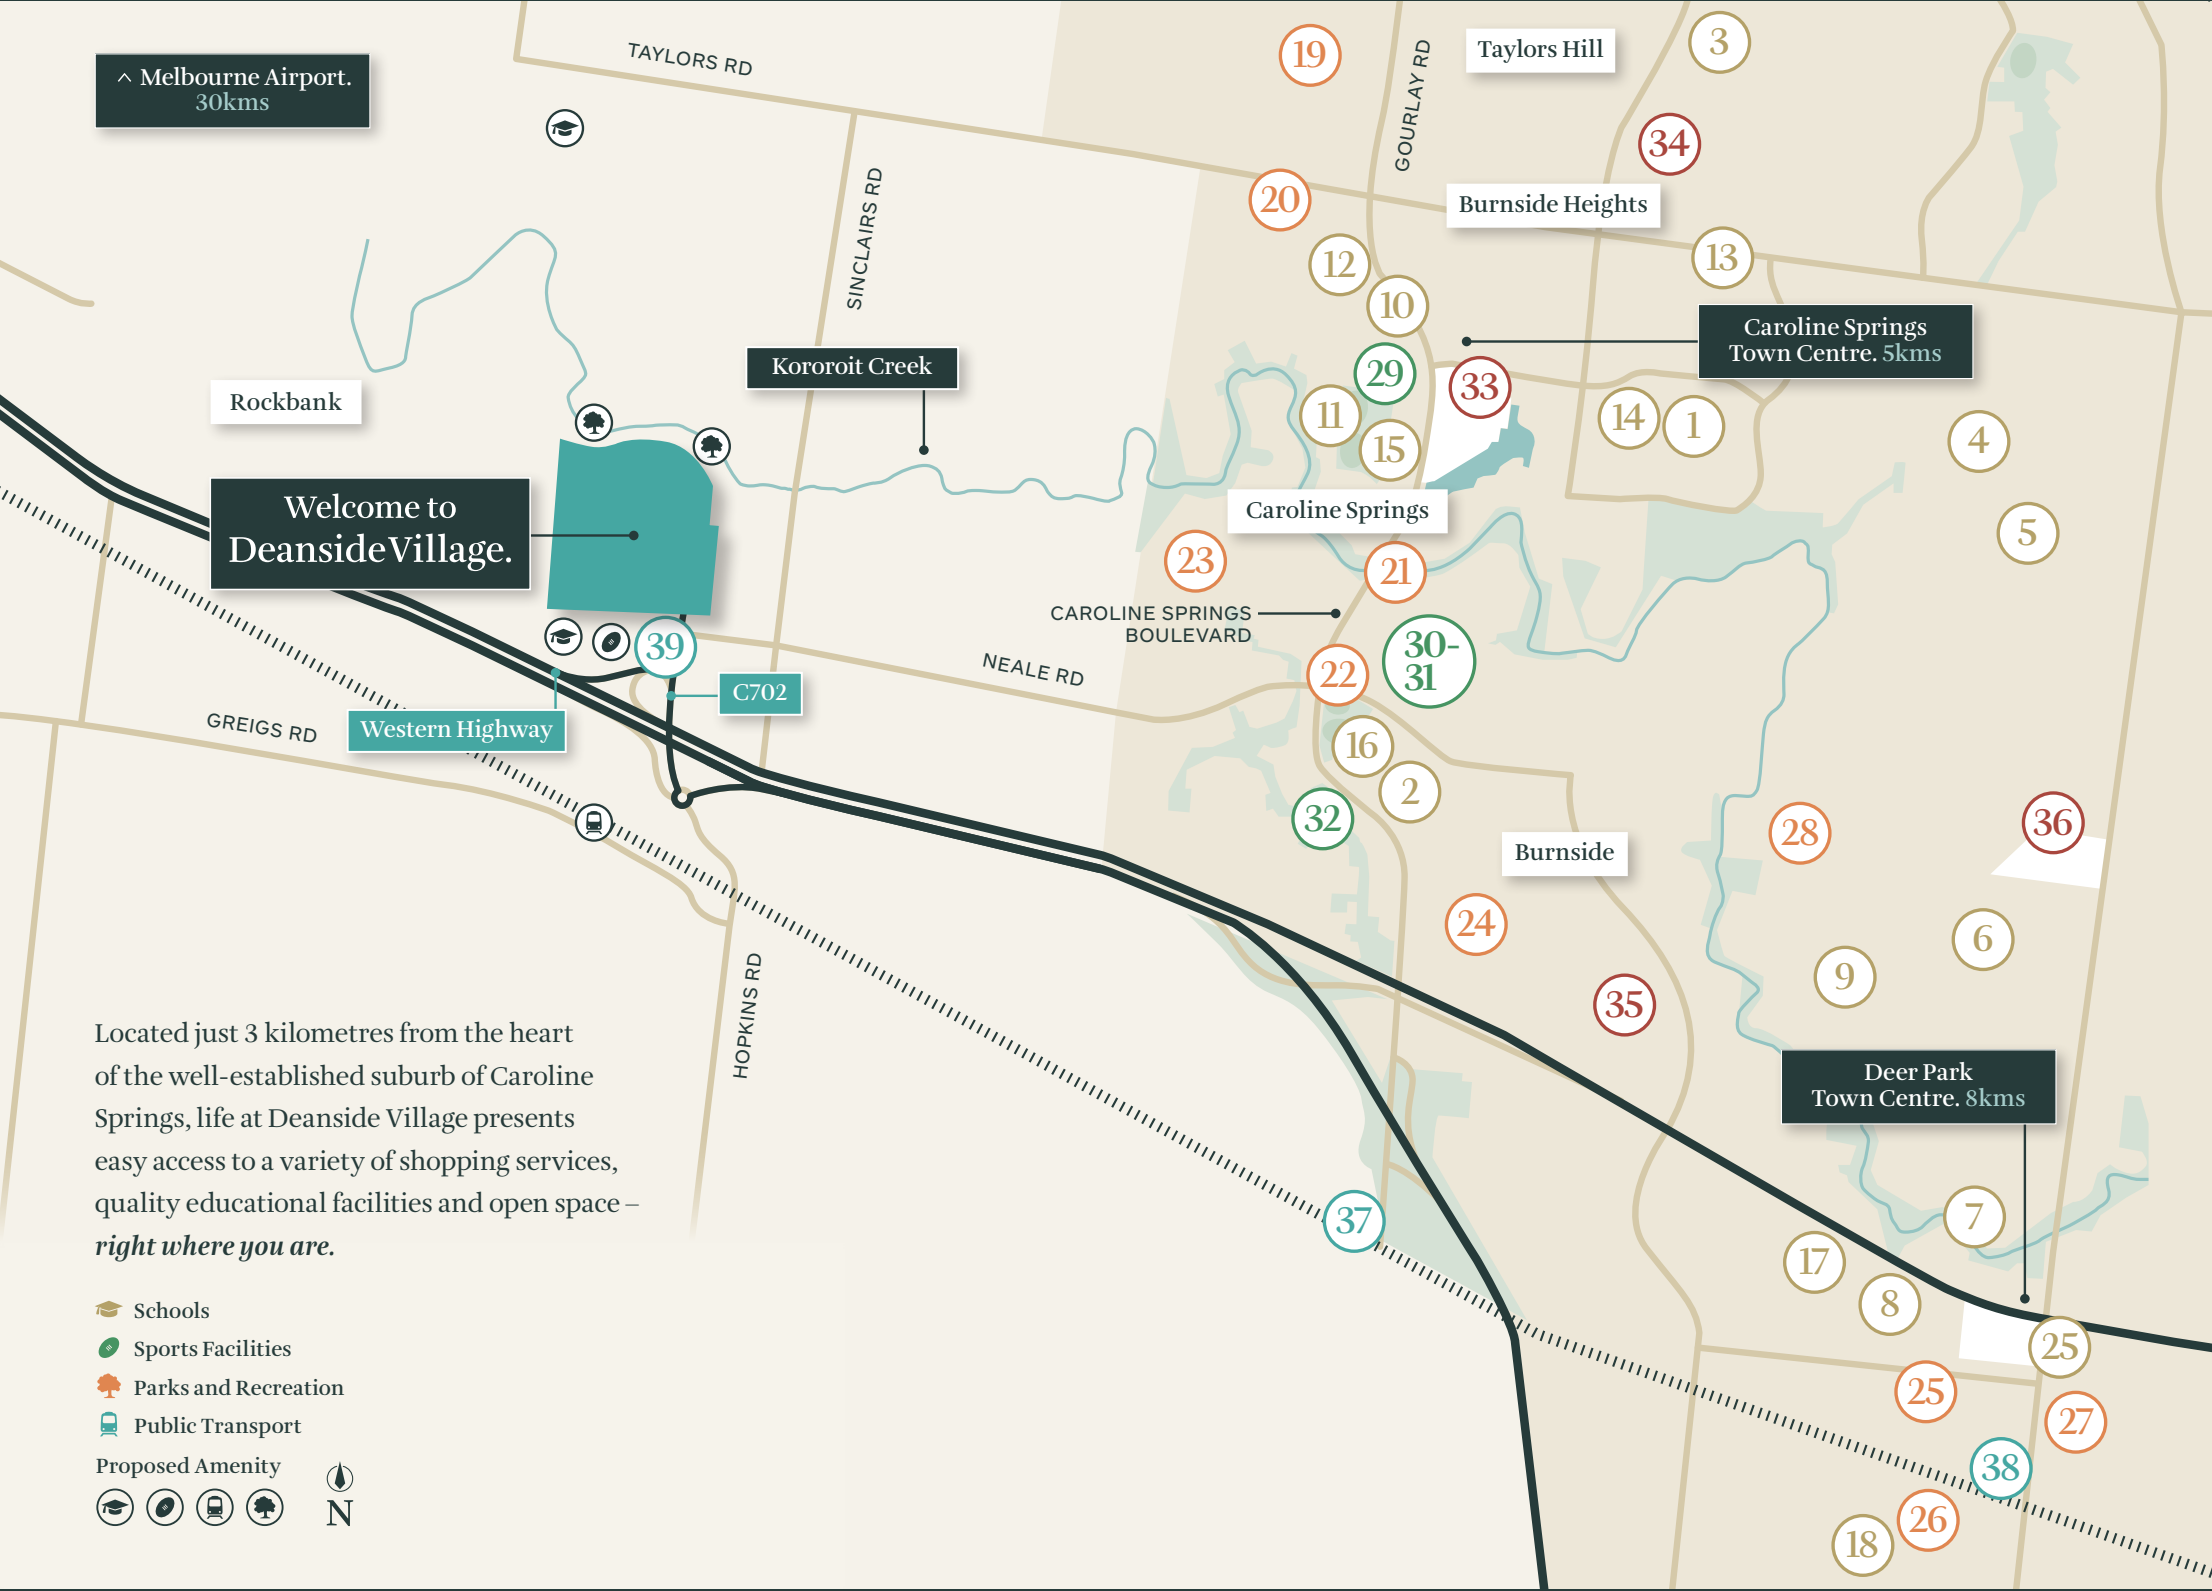 TAYLORS RD
GOURLAY RD
19
Taylors Hill
3
^ Melbourne Airport.
30kms
34
SINCLAIRS RD
20
Burnside Heights
12
13
10
Caroline Springs
Town Centre. 5kms
Kororoit Creek
29
33
Rockbank
11
14
1
15
4
Welcome to
Deanside Village.
Caroline Springs
5
23
21
CAROLINE SPRINGS
BOULEVARD
39
30-
31
NEALE RD
22
C702
GREIGS RD
Western Highway
16
2
32
28
36
Burnside
24
6
9
HOPKINS RD
35
Located just 3 kilometres from the heart
of the well-established suburb of Caroline
Springs, life at Deanside Village presents
easy access to a variety of shopping services,
quality educational facilities and open space –
right where you are.
Deer Park
Town Centre. 8kms
37
7
17
8
25
25
27
38
26
18
Schools
Sports Facilities
Parks and Recreation
Public Transport
Proposed Amenity
N